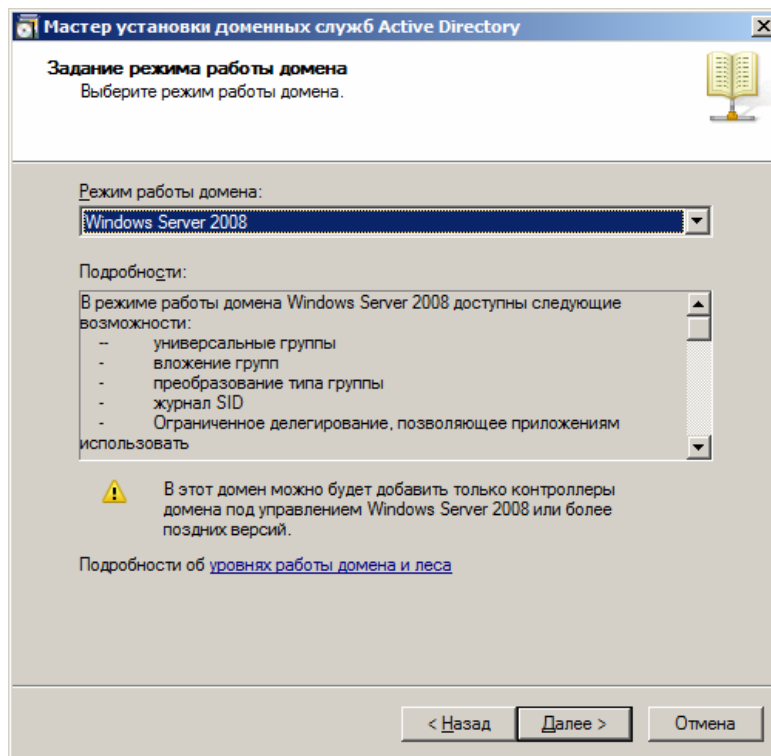 Мастер установки доменных служб Active Directory
Задание режима работы домена
Выберите режим работы домена.
Режим работы домена:
Windows Server 2008
Подробности:
В режиме работы домена Windows Server 2008 доступны следующие
возможности:
-- универсальные группы
- вложение групп
- преобразование типа группы
- журнал SID
- Ограниченное делегирование, позволяющее приложениям
использовать
В этот домен можно будет добавить только контроллеры
домена под управлением Windows Server 2008 или более
поздних версий.
Подробности об уровнях работы домена и леса
< Назад Далее > Отмена